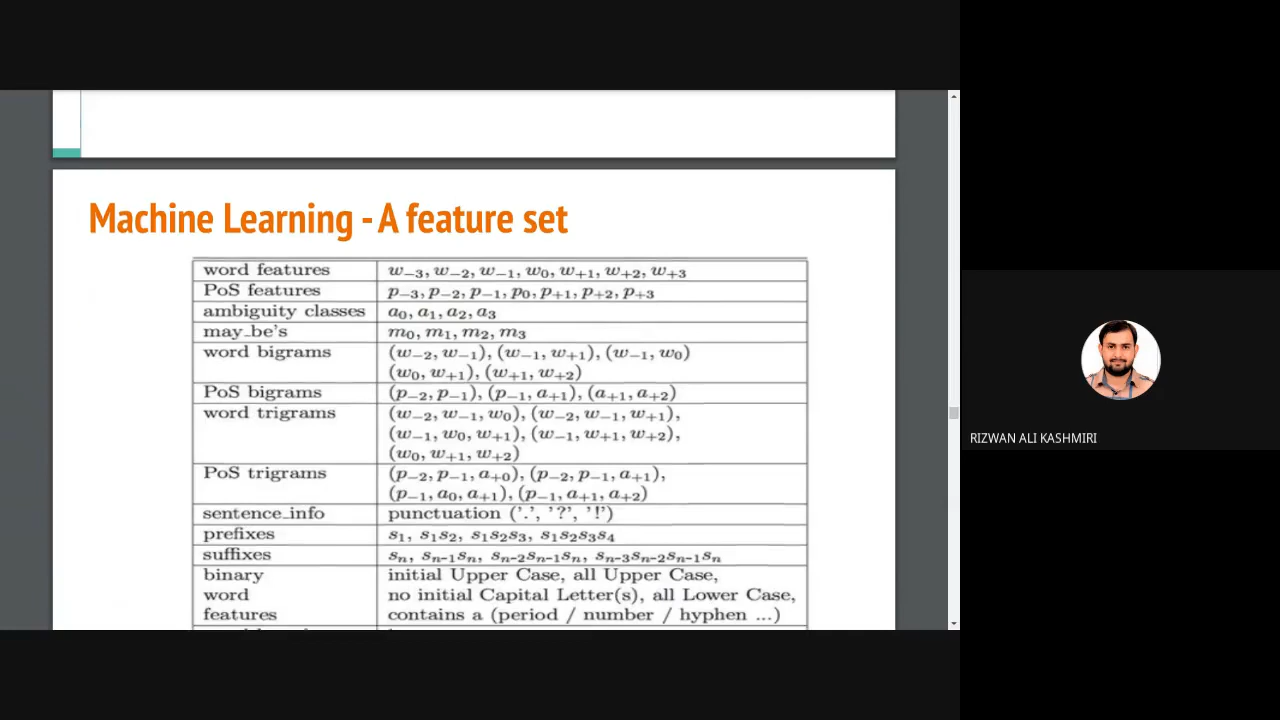 Machine Learning - A feature set
word features w₋₃, w₋₂, w₋₁, w₀, w₊₁, w₊₂, w₊₃
PoS features p₋₃, p₋₂, p₋₁, p₀, p₊₁, p₊₂, p₊₃
ambiguity classes a₀, a₁, a₂, a₃
may_be's m₀, m₁, m₂, m₃
word bigrams (w₋₂, w₋₁), (w₋₁, w₊₁), (w₋₁, w₀)
(w₀, w₊₁), (w₊₁, w₊₂)
PoS bigrams (p₋₂, p₋₁), (p₋₁, a₊₁), (a₊₁, a₊₂)
word trigrams (w₋₂, w₋₁, w₀), (w₋₂, w₋₁, w₊₁),
(w₋₁, w₀, w₊₁), (w₋₁, w₊₁, w₊₂),
(w₀, w₊₁, w₊₂)
PoS trigrams (p₋₂, p₋₁, a₊₀), (p₋₂, p₋₁, a₊₁),
(p₋₁, a₀, a₊₁), (p₋₁, a₊₁, a₊₂)
sentence_info punctuation ('.', '?', '!')
prefixes s₁, s₁s₂, s₁s₂s₃, s₁s₂s₃s₄
suffixes sₙ, sₙ₋₁sₙ, sₙ₋₂sₙ₋₁sₙ, sₙ₋₃sₙ₋₂sₙ₋₁sₙ
binary initial Upper Case, all Upper Case,
word no initial Capital Letter(s), all Lower Case,
features contains a (period / number / hyphen ...)
RIZWAN ALI KASHMIRI